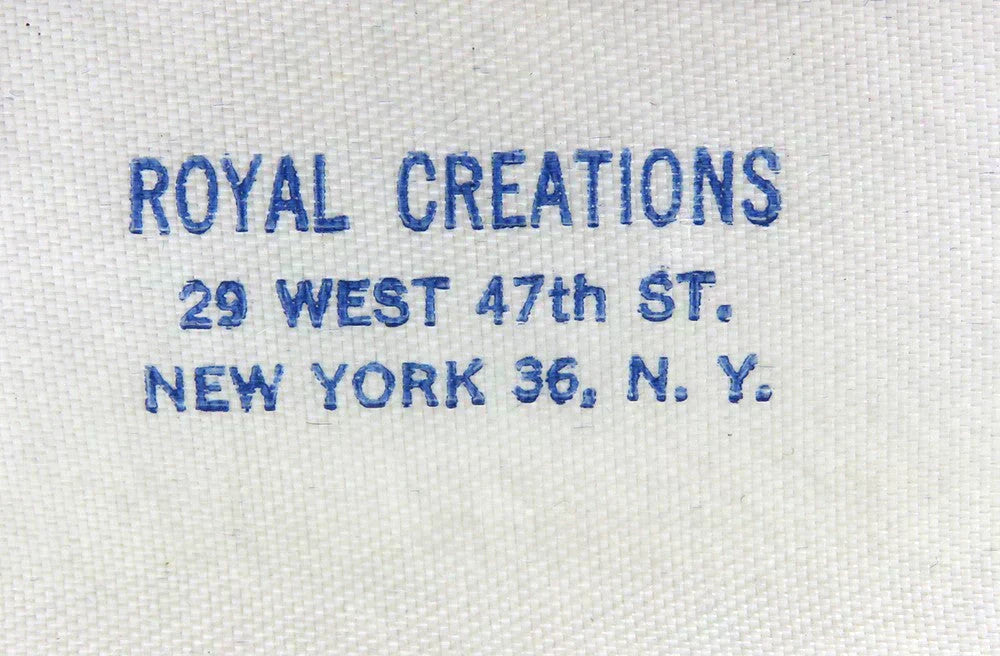 ROYAL CREATIONS
29 WEST 47th ST.
NEW YORK 36, N. Y.